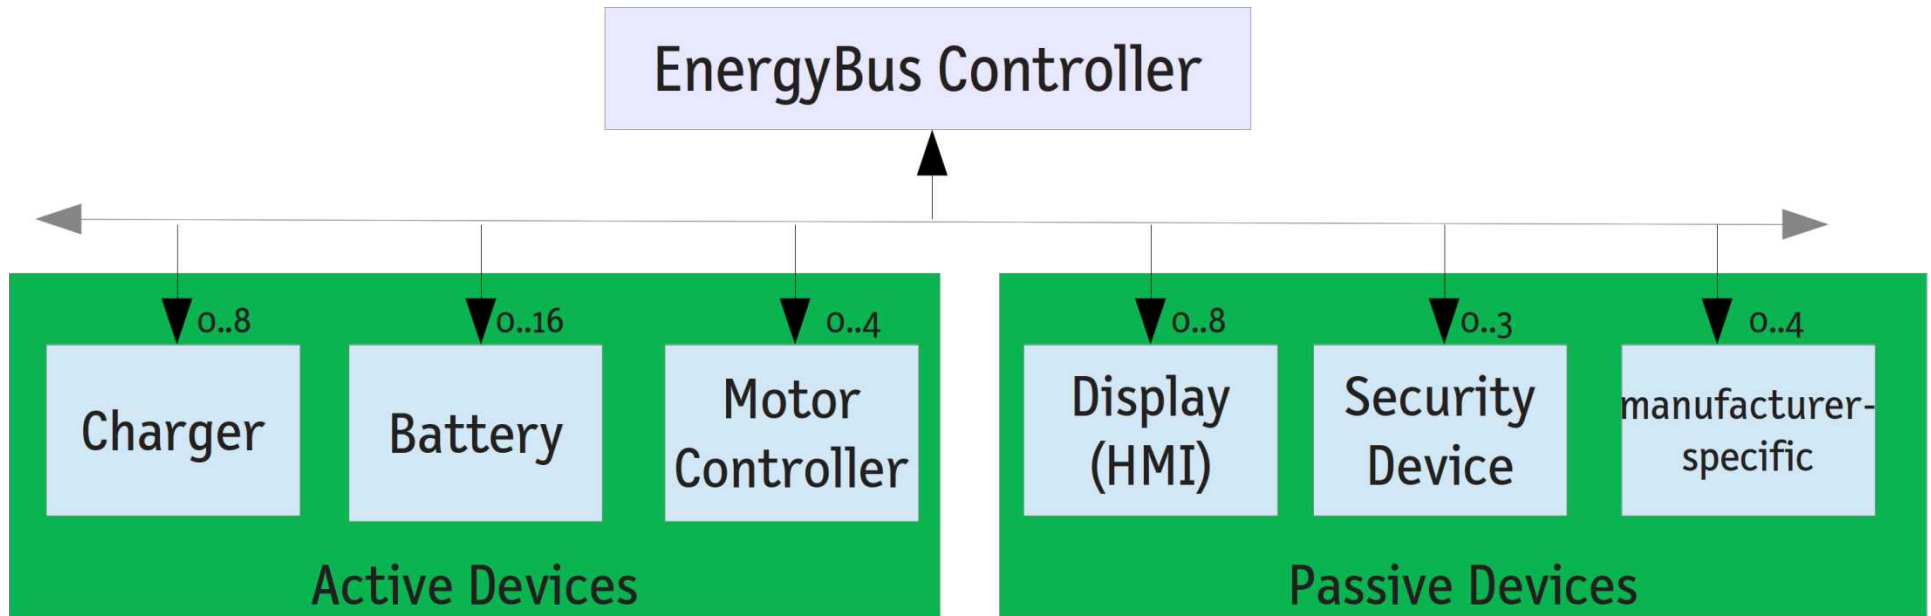 EnergyBus Controller
0..8
0..16
0..4
0..8
0..3
0..4
Charger
Battery
Motor
Controller
Display
(HMI)
Security
Device
manufacturer-
specific
Active Devices
Passive Devices